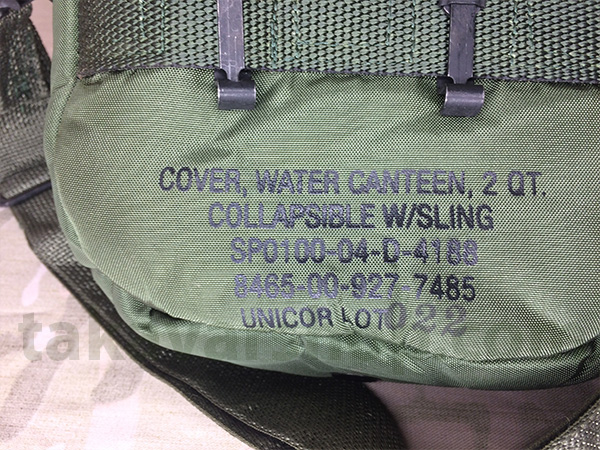 COVER, WATER CANTEEN, 2 QT.
COLLAPSIBLE W/SLING
SP0100-04-D-4188
8465-00-927-7485
UNICOR LOT 022